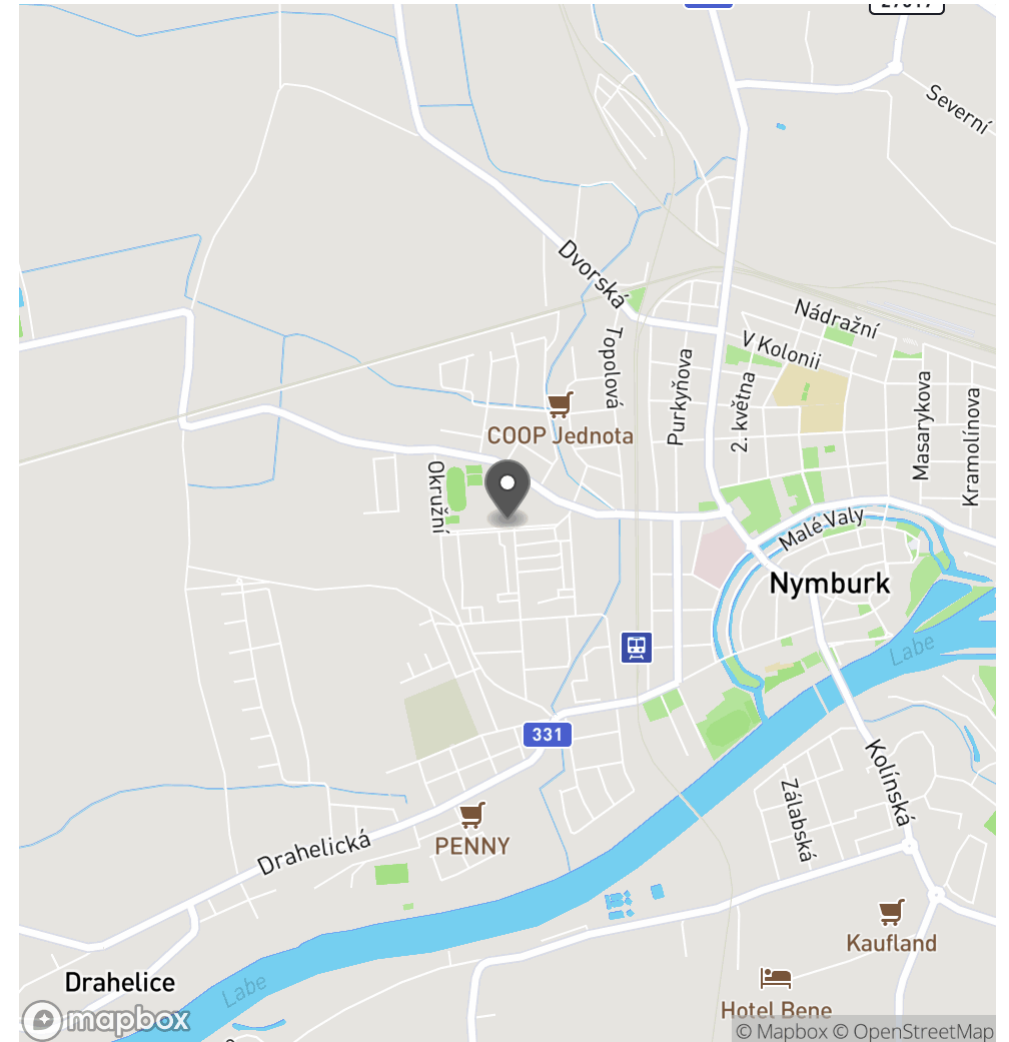 Severní
Dvorská
Nádražní
V Kolonii
Topolová
Purkyňova
2. května
Masarykova
Kramolínova
COOP Jednota
Okružní
Malé Valy
Nymburk
Labe
331
Kolínská
Zálabská
PENNY
Drahelická
Kaufland
Drahelice
Labe
Hotel Bene
mapbox
© Mapbox © OpenStreetMap